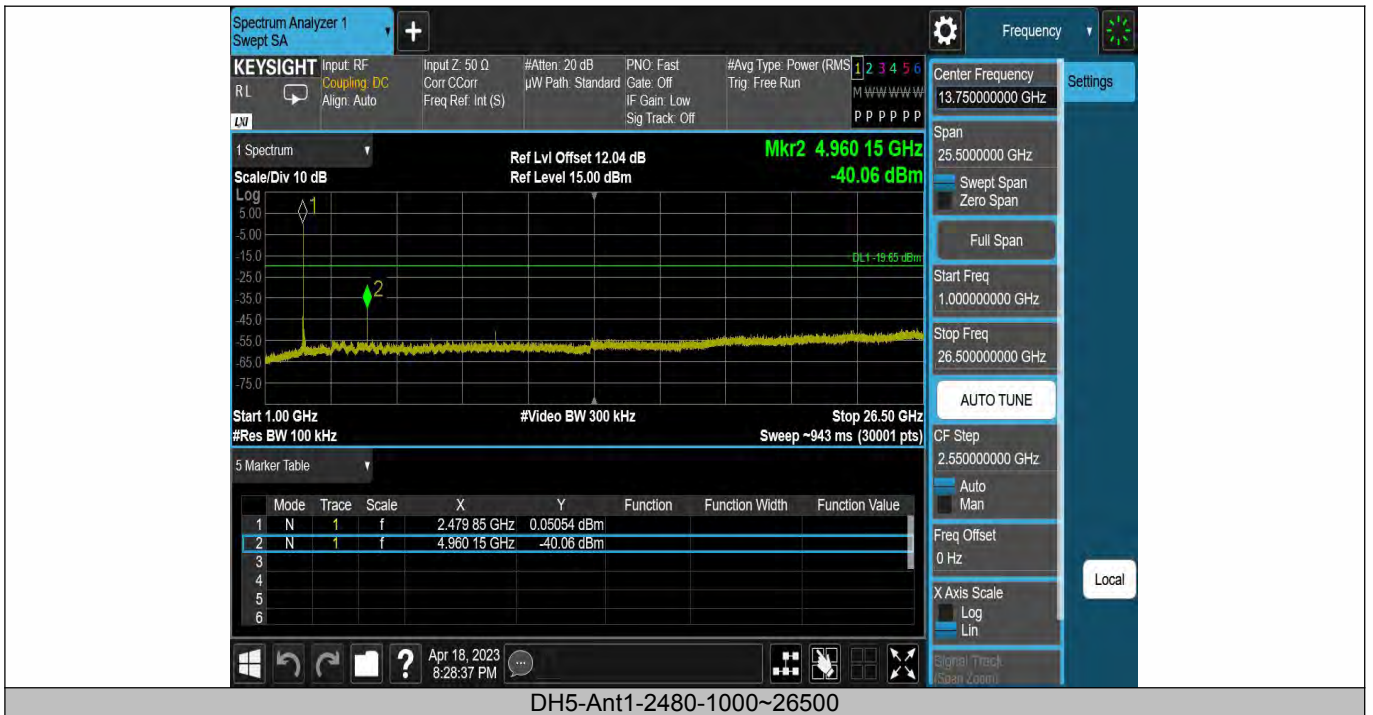 Spectrum Analyzer 1
Swept SA
+
Frequency
KEYSIGHT
RL
LXI
Input: RF
Coupling: DC
Align: Auto
Input Z: 50 Ω
Corr CCorr
Freq Ref: Int (S)
#Atten: 20 dB
µW Path: Standard
PNO: Fast
Gate: Off
IF Gain: Low
Sig Track: Off
#Avg Type: Power (RMS
Trig: Free Run
1 2 3 4 5 6
M W W W W W
P P P P P P
1 Spectrum
Scale/Div 10 dB
Ref Lvl Offset 12.04 dB
Ref Level 15.00 dBm
Mkr2 4.960 15 GHz
-40.06 dBm
Log
5.00
-5.00
-15.0
-25.0
-35.0
-45.0
-55.0
-65.0
-75.0
1
2
DL1 -19.65 dBm
Start 1.00 GHz
#Video BW 300 kHz
Stop 26.50 GHz
#Res BW 100 kHz
Sweep ~943 ms (30001 pts)
5 Marker Table
Mode Trace Scale X Y Function Function Width Function Value
1 N 1 f 2.479 85 GHz 0.05054 dBm
2 N 1 f 4.960 15 GHz -40.06 dBm
3
4
5
6
Apr 18, 2023
8:28:37 PM
?
Center Frequency
13.750000000 GHz
Settings
Span
25.5000000 GHz
Swept Span
Zero Span
Full Span
Start Freq
1.000000000 GHz
Stop Freq
26.500000000 GHz
AUTO TUNE
CF Step
2.550000000 GHz
Auto
Man
Freq Offset
0 Hz
X Axis Scale
Log
Lin
Signal Track
(Span Zoom)
Local
DH5-Ant1-2480-1000~26500